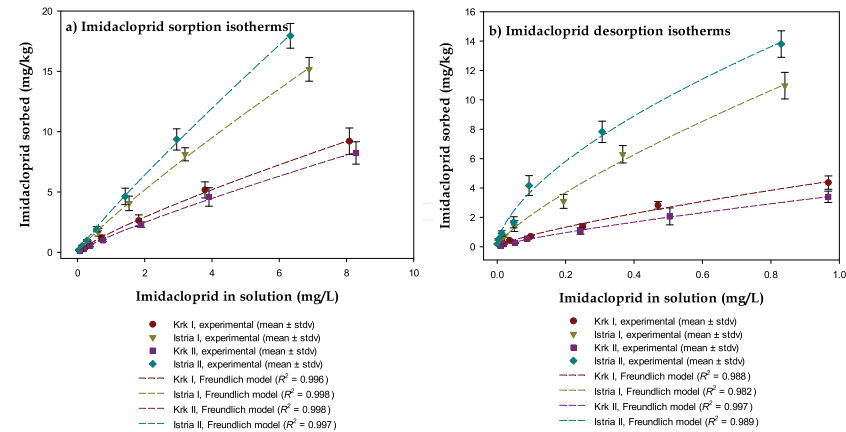 a) Imidacloprid sorption isotherms
Imidacloprid sorbed (mg/kg)
20
15
10
5
0
0 2 4 6 8 10
Imidacloprid in solution (mg/L)
Krk I, experimental (mean ± stdv)
Istria I, experimental (mean ± stdv)
Krk II, experimental (mean ± stdv)
Istria II, experimental (mean ± stdv)
Krk I, Freundlich model (R² = 0.996)
Istria I, Freundlich model (R² = 0.998)
Krk II, Freundlich model (R² = 0.998)
Istria II, Freundlich model (R² = 0.997)
b) Imidacloprid desorption isotherms
Imidacloprid sorbed (mg/kg)
16
14
12
10
8
6
4
2
0
0.0 0.2 0.4 0.6 0.8 1.0
Imidacloprid in solution (mg/L)
Krk I, experimental (mean ± stdv)
Istria I, experimental (mean ± stdv)
Krk II, experimental (mean ± stdv)
Istria II, experimental (mean ± stdv)
Krk I, Freundlich model (R² = 0.988)
Istria I, Freundlich model (R² = 0.982)
Krk II, Freundlich model (R² = 0.997)
Istria II, Freundlich model (R² = 0.989)